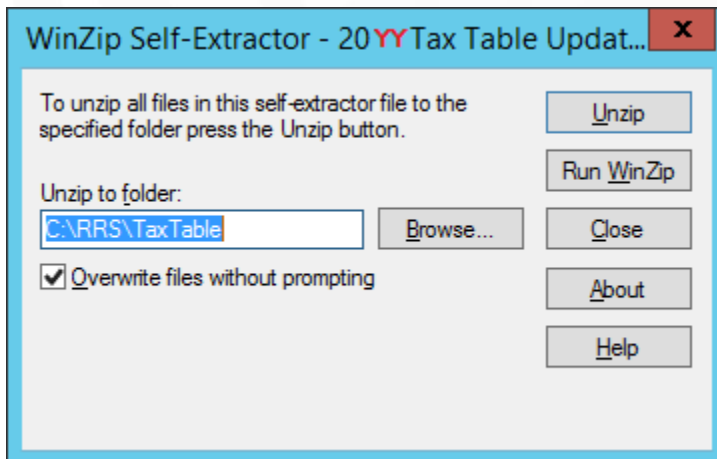 WinZip Self-Extractor - 20YYTax Table Updat...
x
To unzip all files in this self-extractor file to the
specified folder press the Unzip button.
Unzip to folder:
C:\RRS\TaxTable
Browse...
Overwrite files without prompting
Unzip
Run WinZip
Close
About
Help